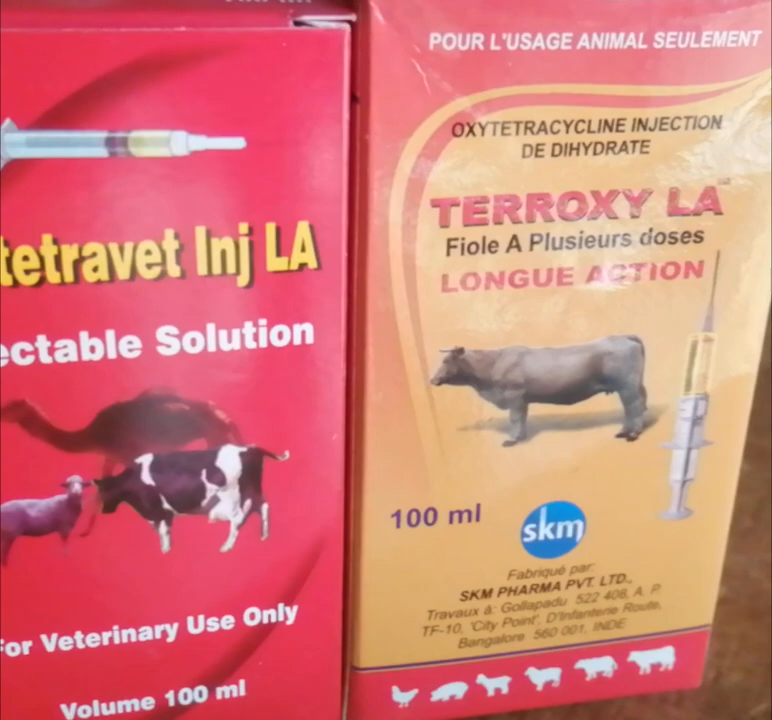 tetravet Inj LA
ectable Solution
For Veterinary Use Only
Volume 100 ml
POUR L'USAGE ANIMAL SEULEMENT
OXYTETRACYCLINE INJECTION
DE DIHYDRATE
TERROXY LA™
Fiole A Plusieurs doses
LONGUE ACTION
100 ml
skm
Fabriqué par:
SKM PHARMA PVT. LTD.,
Travaux à: Gollapadu 522 408, A. P.
TF-10, 'City Point', D'Infanterie Route,
Bangalore 560 001, INDE